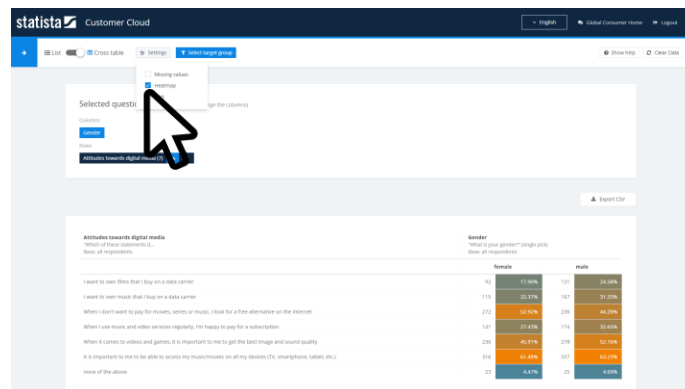 statista Customer Cloud English Global Consumer Home Logout
List Cross table Settings Select target group Show help Clear Data
Missing values
Heatmap
Selected questi nge the columns)
Columns
Gender
Rows
Attitudes towards digital media (7)
Export CSV
Attitudes towards digital media Gender
"Which of these statements d... "What is your gender?" (single pick)
Base: all respondents Base: all respondents
female male
I want to own films that I buy on a data carrier 92 17.90% 131 24.58%
I want to own music that I buy on a data carrier 115 22.37% 167 31.33%
When I don't want to pay for movies, series or music, I look for a free alternative on the internet 272 52.92% 236 44.28%
When I use music and video services regularly, I'm happy to pay for a subscription 141 27.43% 174 32.65%
When it comes to videos and games, it is important to me to get the best image and sound quality 236 45.91% 278 52.16%
It is important to me to be able to access my music/movies on all my devices (TV, smartphone, tablet, etc.) 316 61.48% 337 63.23%
none of the above 23 4.47% 25 4.69%